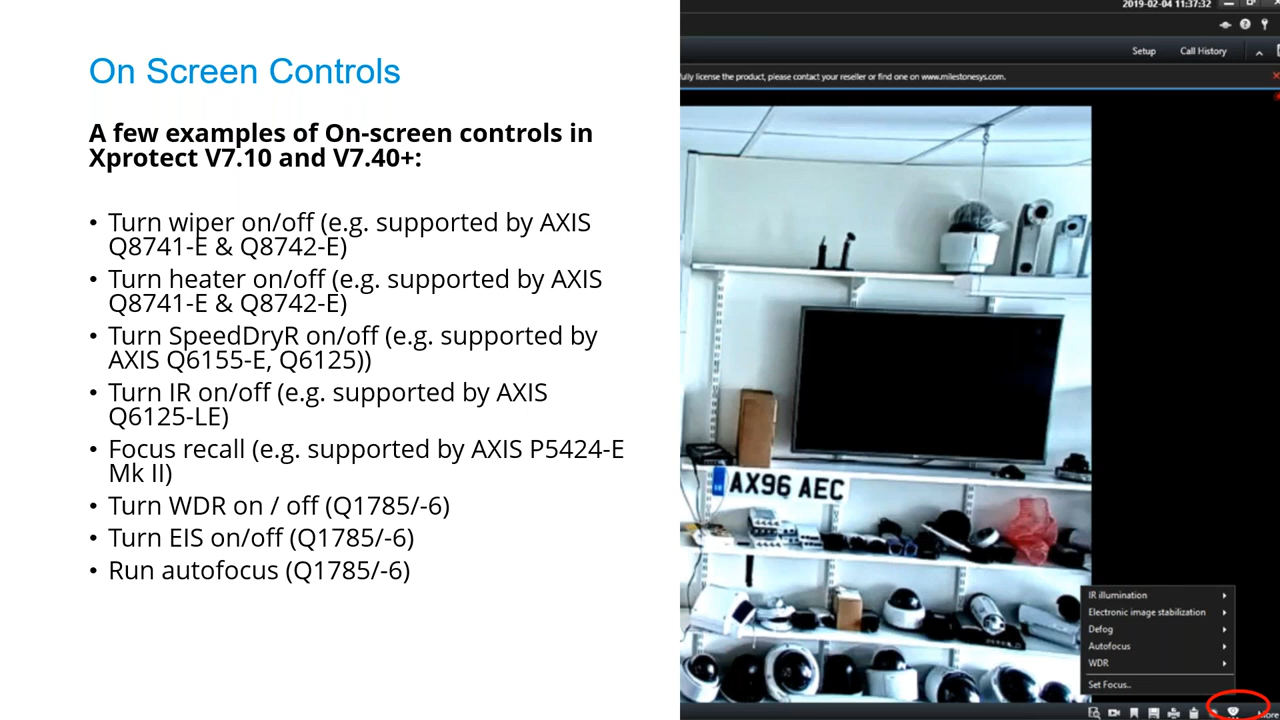 On Screen Controls
A few examples of On-screen controls in
Xprotect V7.10 and V7.40+:
• Turn wiper on/off (e.g. supported by AXIS
Q8741-E & Q8742-E)
• Turn heater on/off (e.g. supported by AXIS
Q8741-E & Q8742-E)
• Turn SpeedDryR on/off (e.g. supported by
AXIS Q6155-E, Q6125))
• Turn IR on/off (e.g. supported by AXIS
Q6125-LE)
• Focus recall (e.g. supported by AXIS P5424-E
Mk II)
• Turn WDR on / off (Q1785/-6)
• Turn EIS on/off (Q1785/-6)
• Run autofocus (Q1785/-6)
2019-02-04 11:37:32
Setup Call History
license the product, please contact your reseller or find one on www.milestonesys.com.
AX96 AEC
IR illumination
Electronic image stabilization
Defog
Autofocus
WDR
Set Focus...